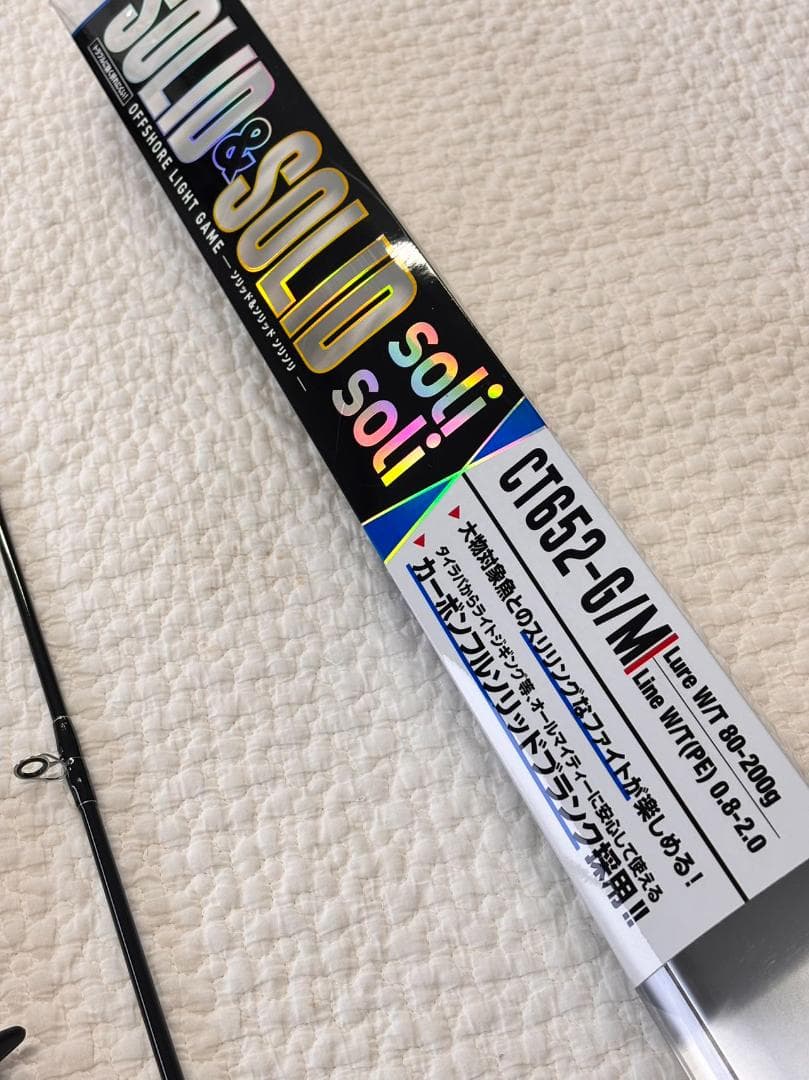 SOLID
&
SOLID
OFFSHORE LIGHT GAME ― ソリッド&ソリッド ソリソリ ―
soli
soli
CT652-G/M
Lure W/T 80-200g
Line W/T(PE) 0.8-2.0
大物対象魚とのスリリングなファイトが楽しめる!
タイラバからライトジギング等、オールマイティーに安心して使える
カーボンフルソリッドブランク採用!!